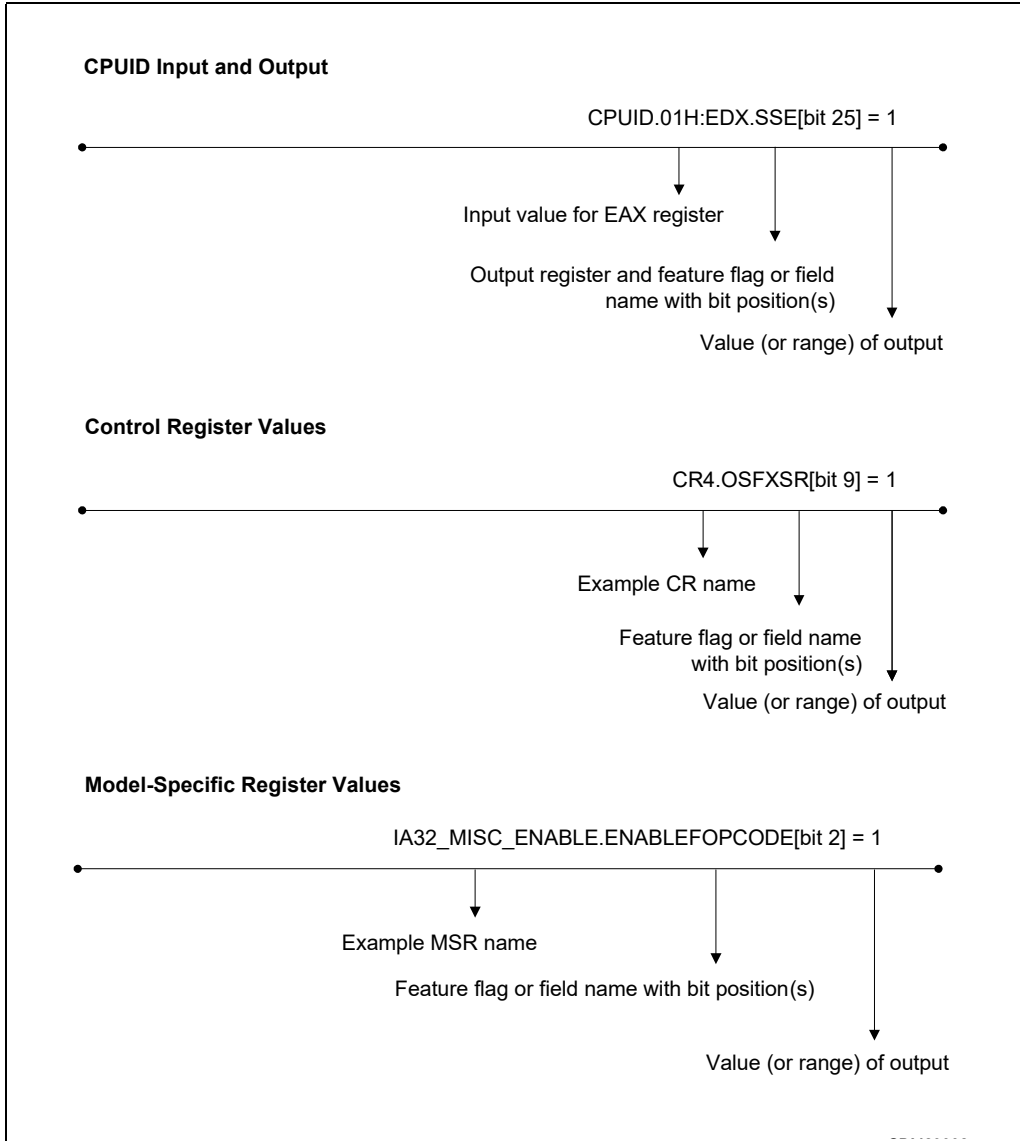 CPUID Input and Output
CPUID.01H:EDX.SSE[bit 25] = 1
Input value for EAX register
Output register and feature flag or field
name with bit position(s)
Value (or range) of output
Control Register Values
CR4.OSFXSR[bit 9] = 1
Example CR name
Feature flag or field name
with bit position(s)
Value (or range) of output
Model-Specific Register Values
IA32_MISC_ENABLE.ENABLEFOPCODE[bit 2] = 1
Example MSR name
Feature flag or field name with bit position(s)
Value (or range) of output